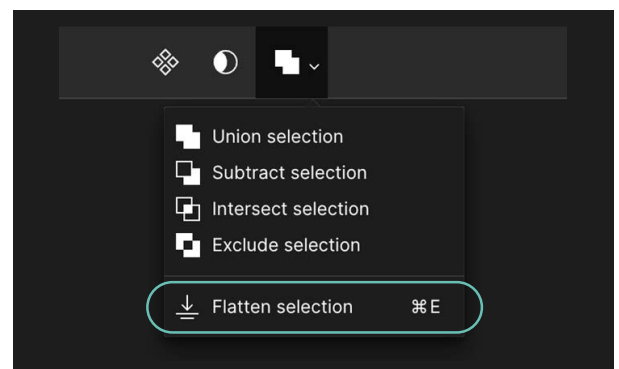 Union selection
Subtract selection
Intersect selection
Exclude selection
Flatten selection ⌘E